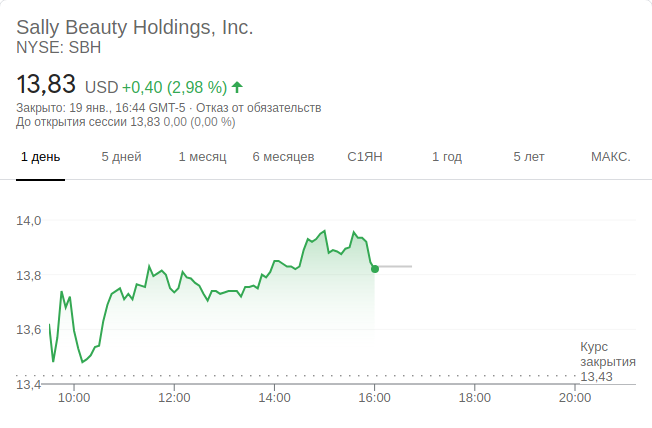 Sally Beauty Holdings, Inc.
NYSE: SBH
13,83 USD +0,40 (2,98 %)
Закрыто: 19 янв., 16:44 GMT-5 · Отказ от обязательств
До открытия сессии 13,83 0,00 (0,00 %)
1 день 5 дней 1 месяц 6 месяцев С1ЯН 1 год 5 лет МАКС.
14,0
13,8
13,6
Курс
закрытия
13,43
13,4
10:00 12:00 14:00 16:00 18:00 20:00